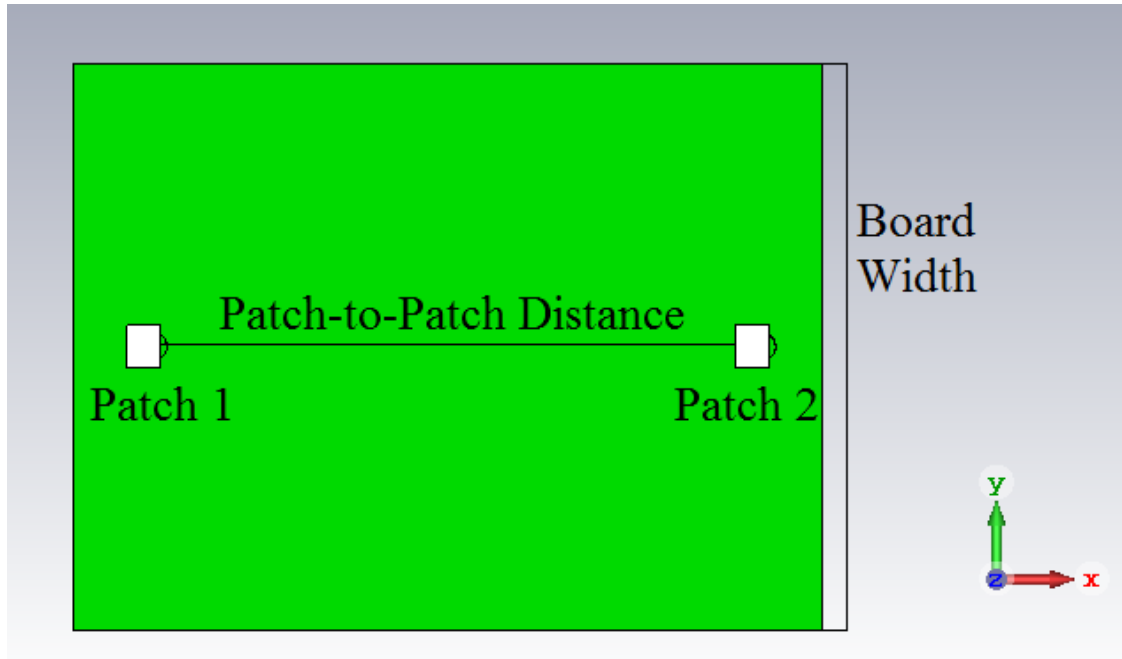 Board
Width
Patch-to-Patch Distance
Patch 1
Patch 2
y
z
x